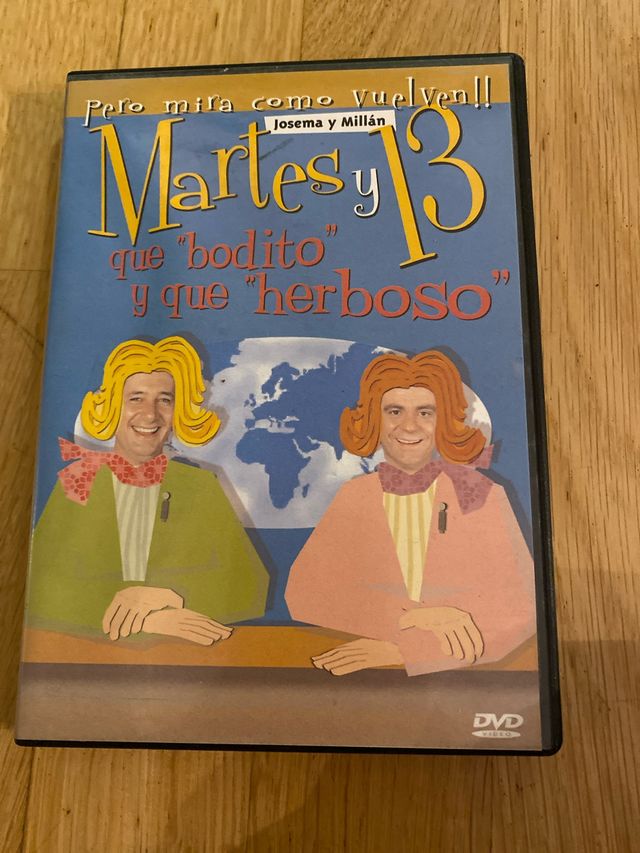 Pero mira como vuelven!!
Josema y Millán
Martes y 13
que "bodito"
y que "herboso"
DVD
VIDEO